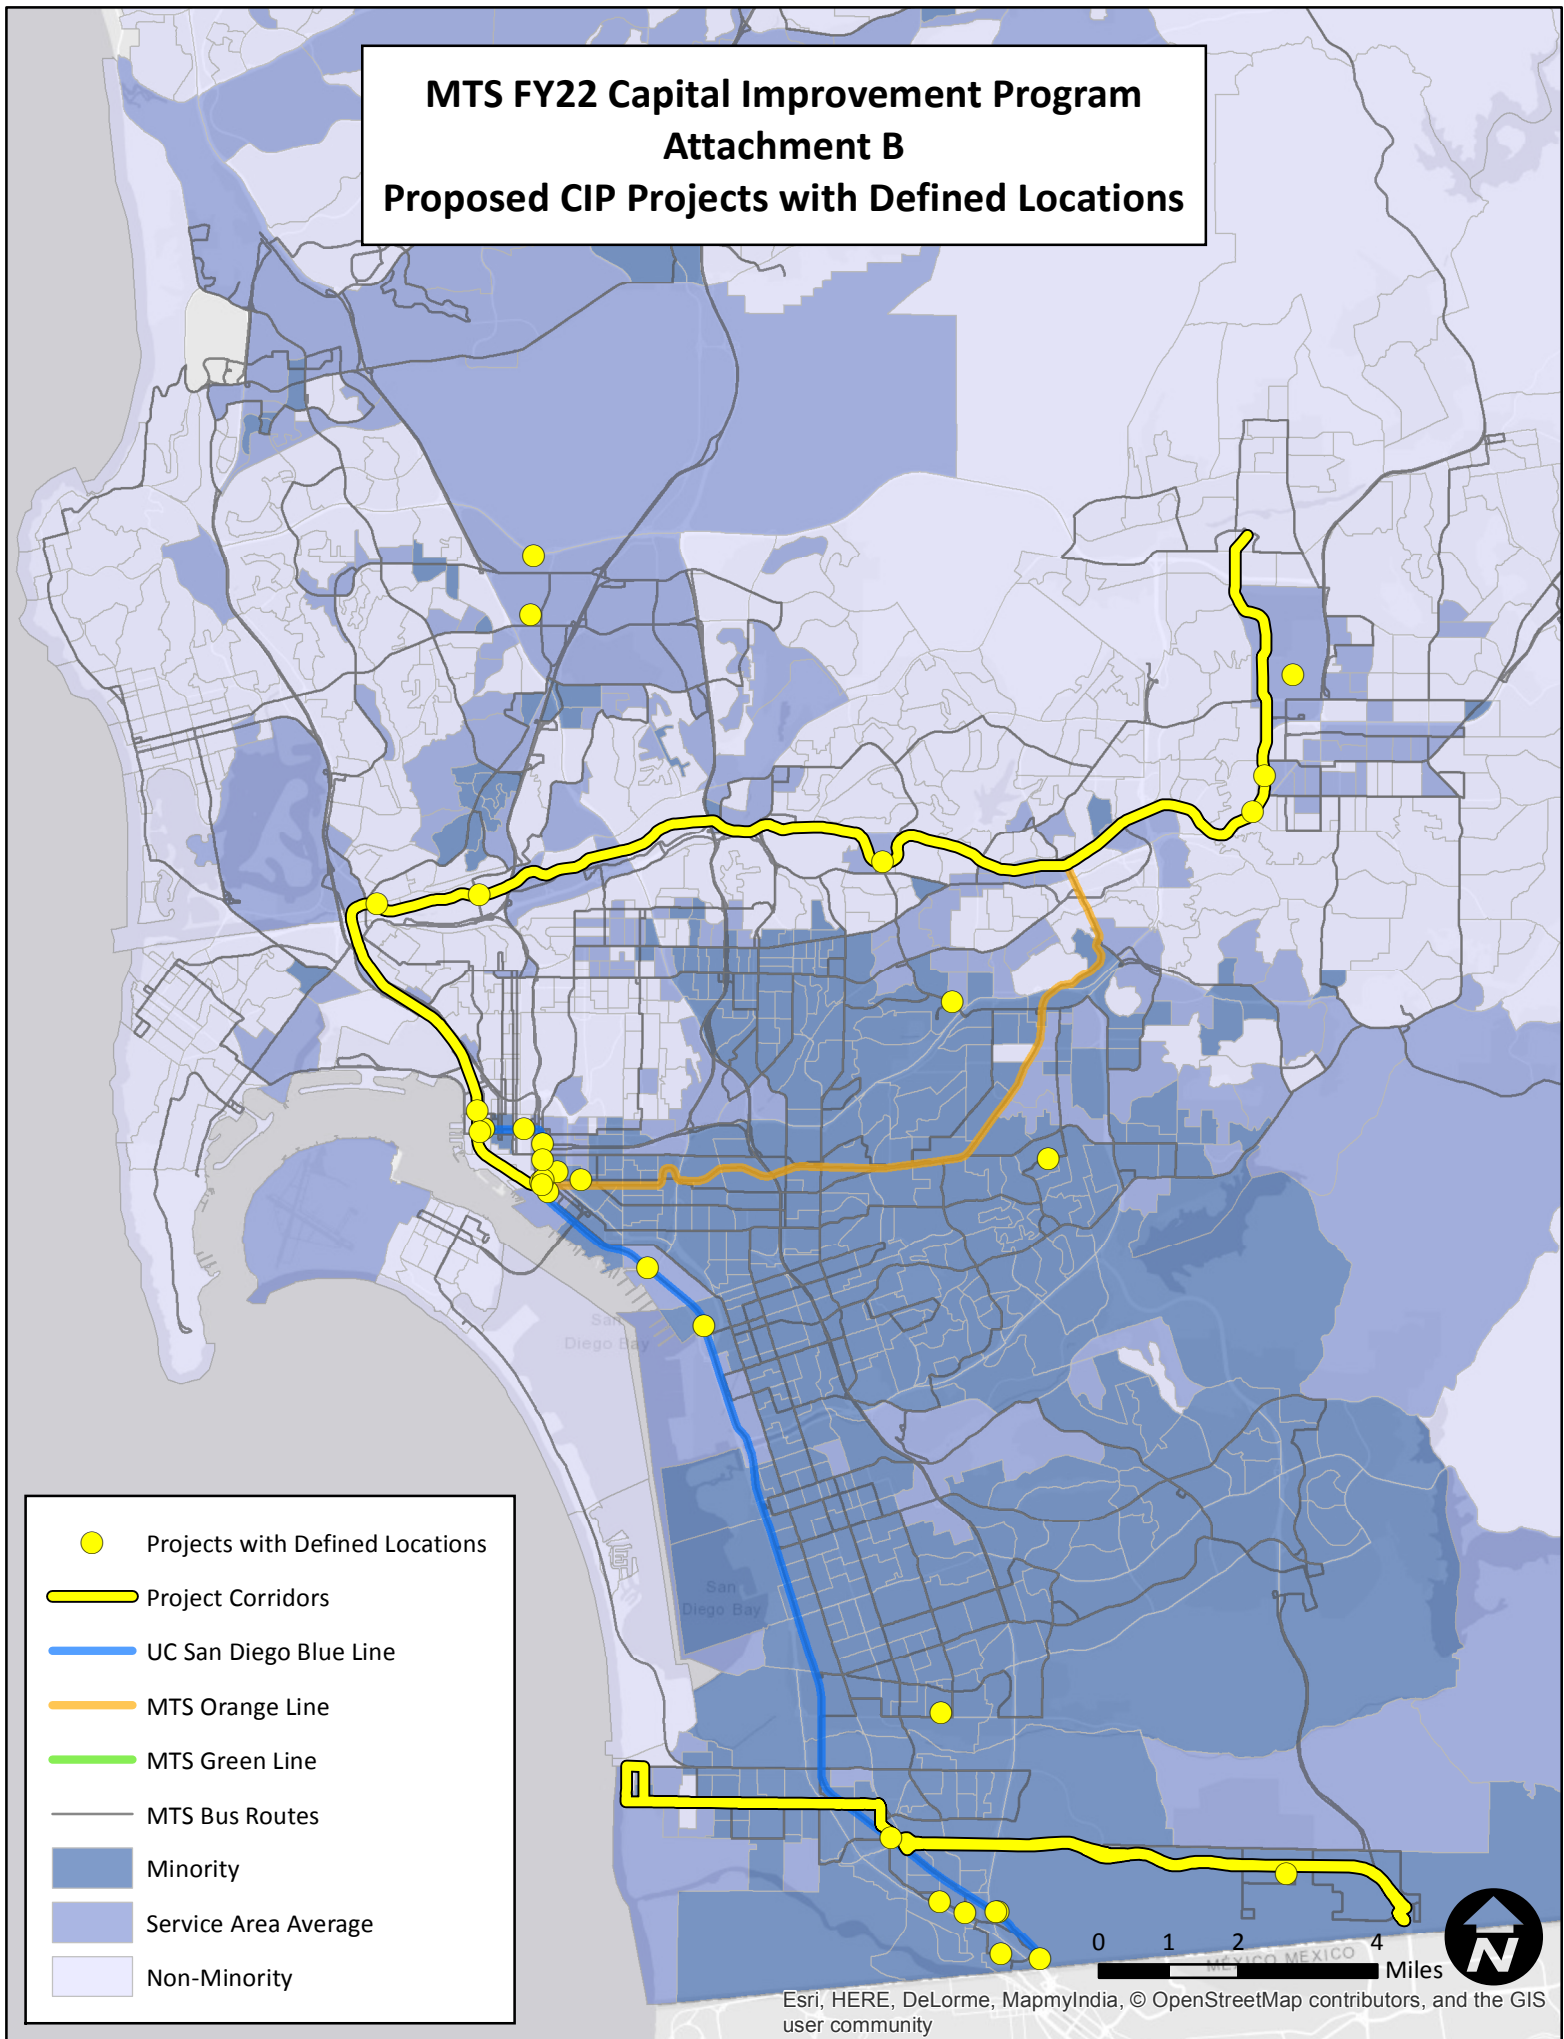 MTS FY22 Capital Improvement Program
Attachment B
Proposed CIP Projects with Defined Locations
San
Diego Bay
San
Diego Bay
Projects with Defined Locations
Project Corridors
UC San Diego Blue Line
MTS Orange Line
MTS Green Line
MTS Bus Routes
Minority
Service Area Average
Non-Minority
0 1 2 4
Miles
MÉXICO MEXICO
N
Esri, HERE, DeLorme, MapmyIndia, © OpenStreetMap contributors, and the GIS
user community